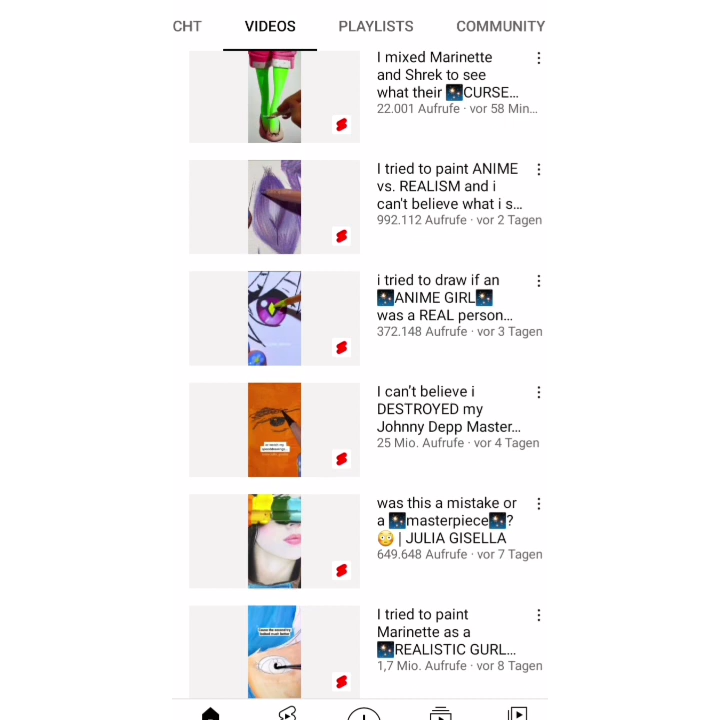 CHT VIDEOS PLAYLISTS COMMUNITY
I mixed Marinette
and Shrek to see
what their 🎇CURSE...
22.001 Aufrufe · vor 58 Min...
I tried to paint ANIME
vs. REALISM and i
can't believe what i s...
992.112 Aufrufe · vor 2 Tagen
i tried to draw if an
🎇ANIME GIRL🎇
was a REAL person...
372.148 Aufrufe · vor 3 Tagen
I can't believe i
DESTROYED my
Johnny Depp Master...
25 Mio. Aufrufe · vor 4 Tagen
was this a mistake or
a 🎇masterpiece🎇?
😳 | JULIA GISELLA
649.648 Aufrufe · vor 7 Tagen
I tried to paint
Marinette as a
🎇REALISTIC GURL...
1,7 Mio. Aufrufe · vor 8 Tagen